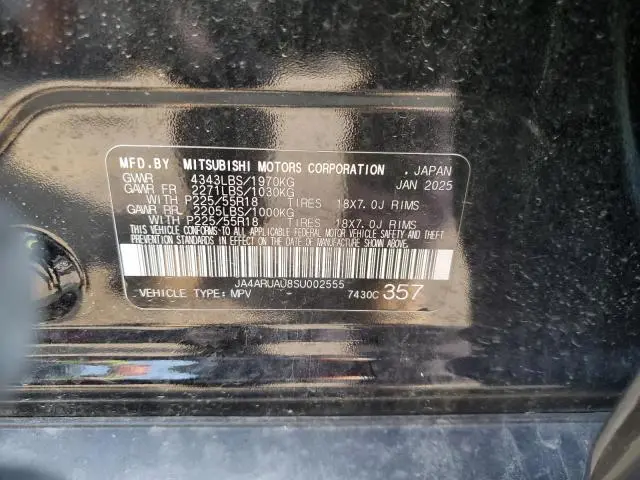 MFD.BY MITSUBISHI MOTORS CORPORATION . JAPAN
GVWR 4343LBS/1970KG JAN 2025
GAWR FR 2271LBS/1030KG
WITH P225/55R18 TIRES 18X7.0J RIMS
GAWR RR 2205LBS/1000KG
WITH P225/55R18 TIRES 18X7.0J RIMS
THIS VEHICLE CONFORMS TO ALL APPLICABLE FEDERAL MOTOR VEHICLE SAFETY AND THEFT
PREVENTION STANDARDS IN EFFECT ON THE DATE OF MANUFACTURE SHOWN ABOVE.
JA4ARUAU8SU002555
VEHICLE TYPE: MPV 7430C 357